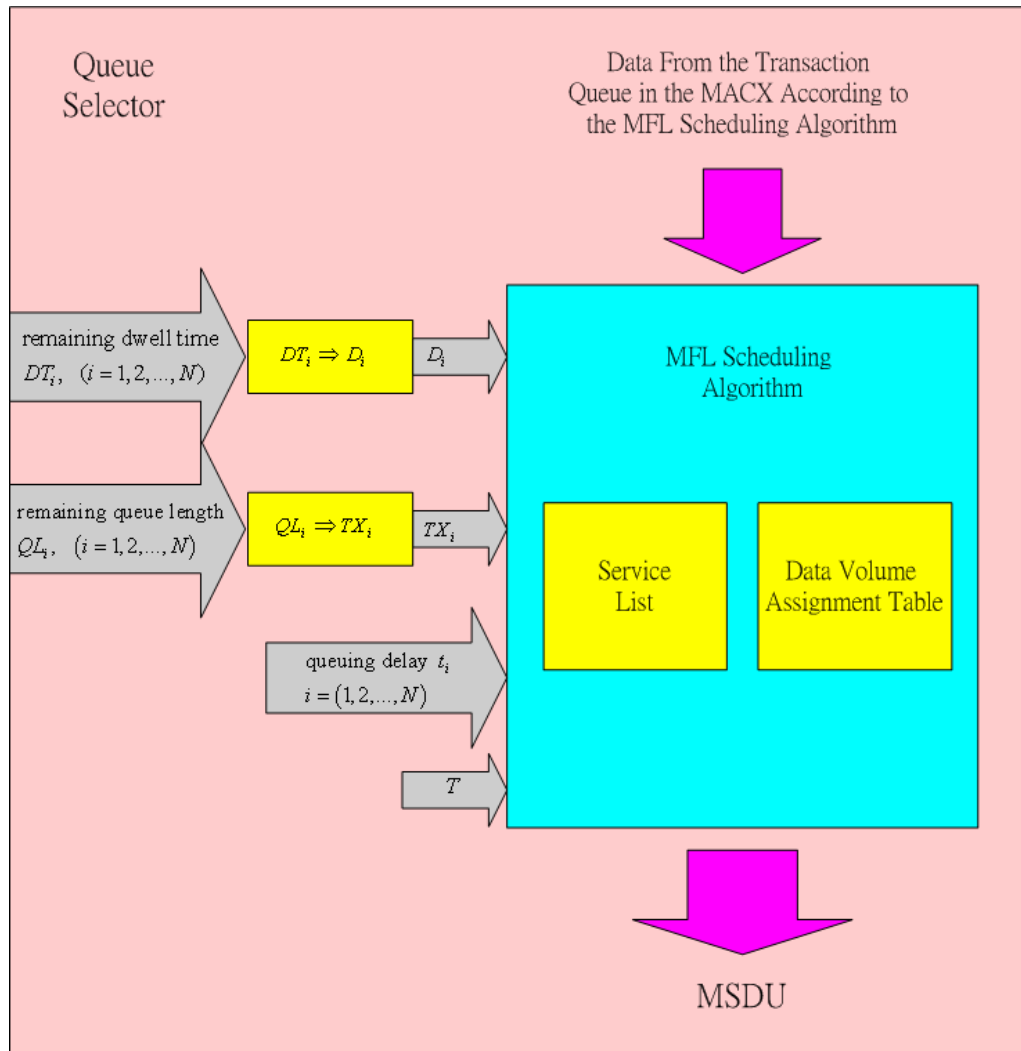 Queue
Selector
Data From the Transaction
Queue in the MACX According to
the MFL Scheduling Algorithm
remaining dwell time
DTᵢ, (i = 1, 2, ..., N)
DTᵢ ⇒ Dᵢ
Dᵢ
MFL Scheduling
Algorithm
remaining queue length
QLᵢ, (i = 1, 2, ..., N)
QLᵢ ⇒ TXᵢ
TXᵢ
Service
List
Data Volume
Assignment Table
queuing delay tᵢ
i = (1, 2, ..., N)
T
MSDU